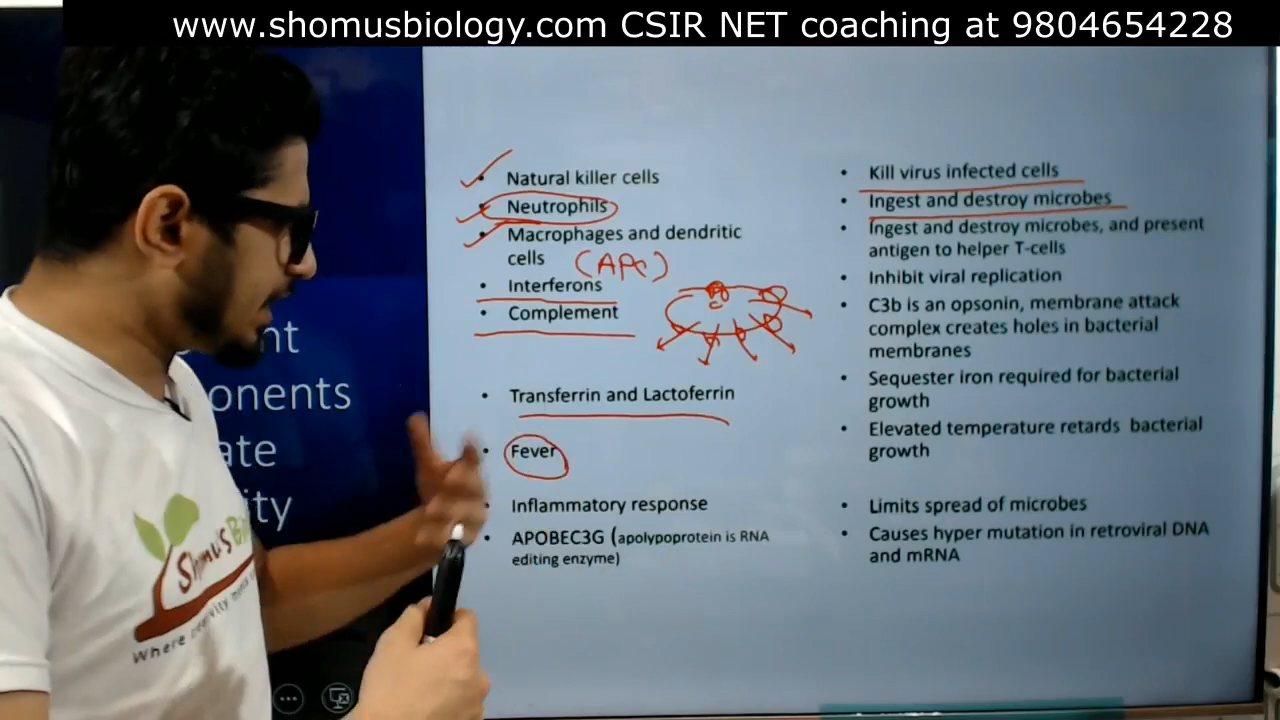 www.shomusbiology.com CSIR NET coaching at 9804654228
onents
ate
ity
• Natural killer cells
• Neutrophils
• Macrophages and dendritic
cells (APC)
• Interferons
• Complement
• Transferrin and Lactoferrin
• Fever
• Inflammatory response
• APOBEC3G (apolypoprotein is RNA
editing enzyme)
• Kill virus infected cells
• Ingest and destroy microbes
• Ingest and destroy microbes, and present
antigen to helper T-cells
• Inhibit viral replication
• C3b is an opsonin, membrane attack
complex creates holes in bacterial
membranes
• Sequester iron required for bacterial
growth
• Elevated temperature retards bacterial
growth
• Limits spread of microbes
• Causes hyper mutation in retroviral DNA
and mRNA
Shomu's Bio
Where creativity